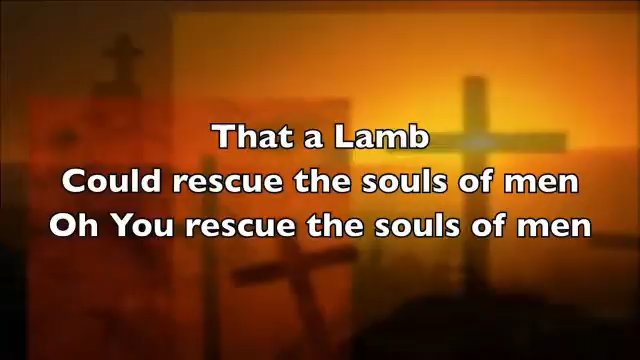 That a Lamb
Could rescue the souls of men
Oh You rescue the souls of men